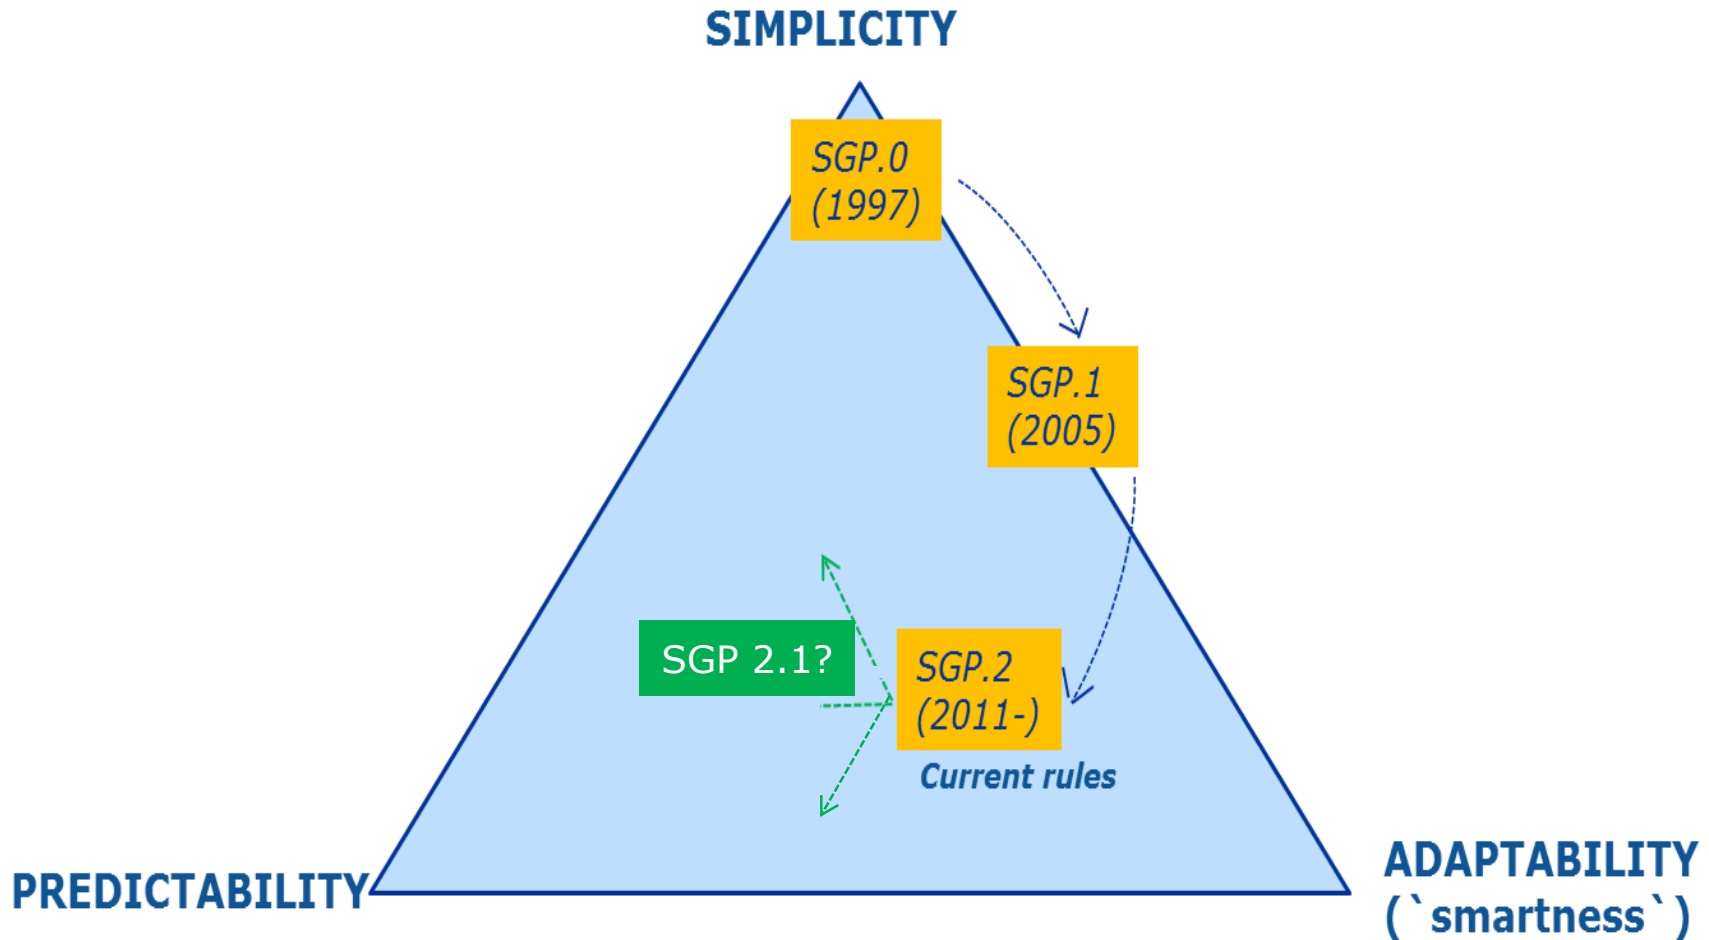 SIMPLICITY
SGP.0
(1997)
SGP.1
(2005)
SGP 2.1?
SGP.2
(2011-)
Current rules
PREDICTABILITY
ADAPTABILITY
(`smartness`)